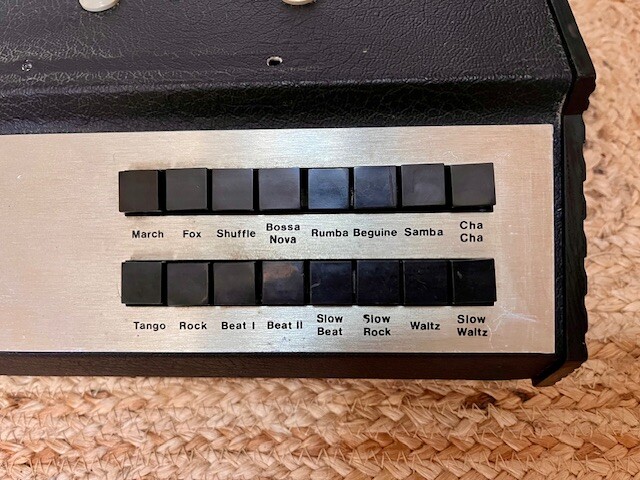 March Fox Shuffle Bossa Nova Rumba Beguine Samba Cha Cha
Tango Rock Beat I Beat II Slow Beat Slow Rock Waltz Slow Waltz